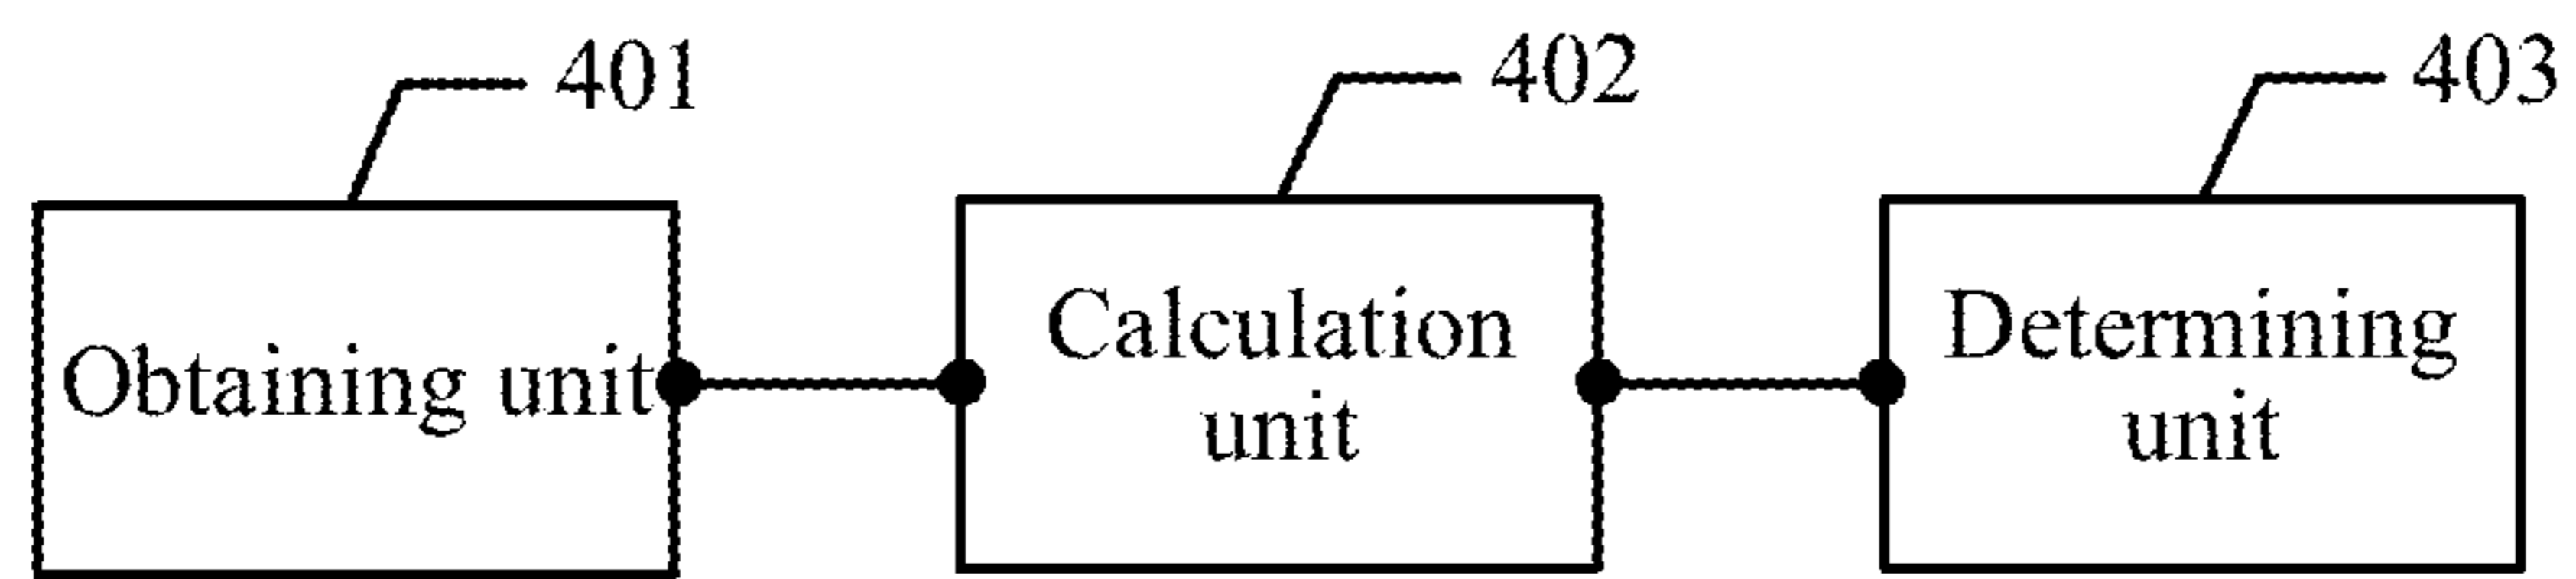 401
402
403
Obtaining unit
Calculation
unit
Determining
unit